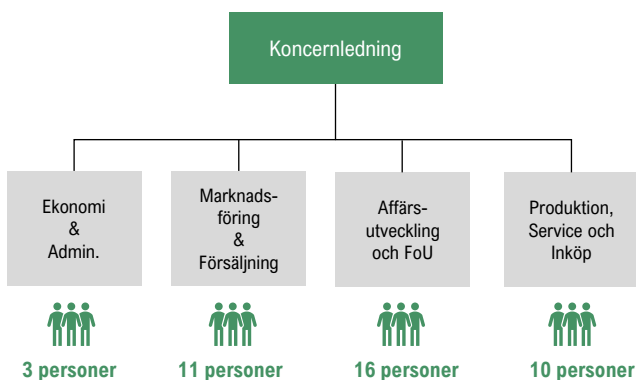 Koncernledning
Ekonomi
&
Admin.
Marknads-
föring
&
Försäljning
Affärs-
utveckling
och FoU
Produktion,
Service och
Inköp
3 personer
11 personer
16 personer
10 personer